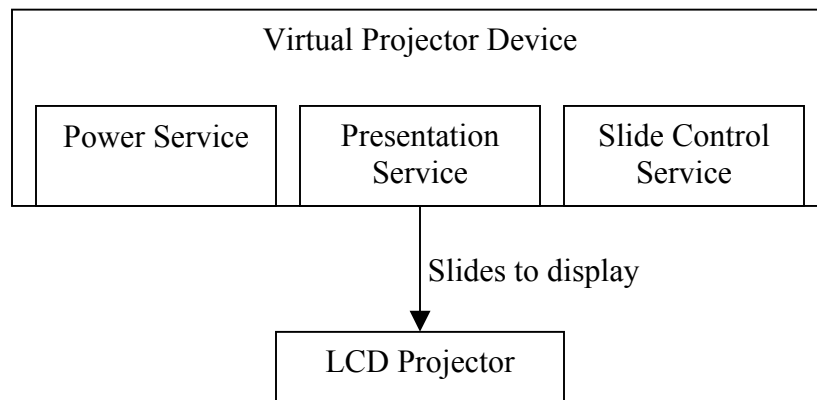 Virtual Projector Device
Power Service
Presentation
Service
Slide Control
Service
Slides to display
LCD Projector